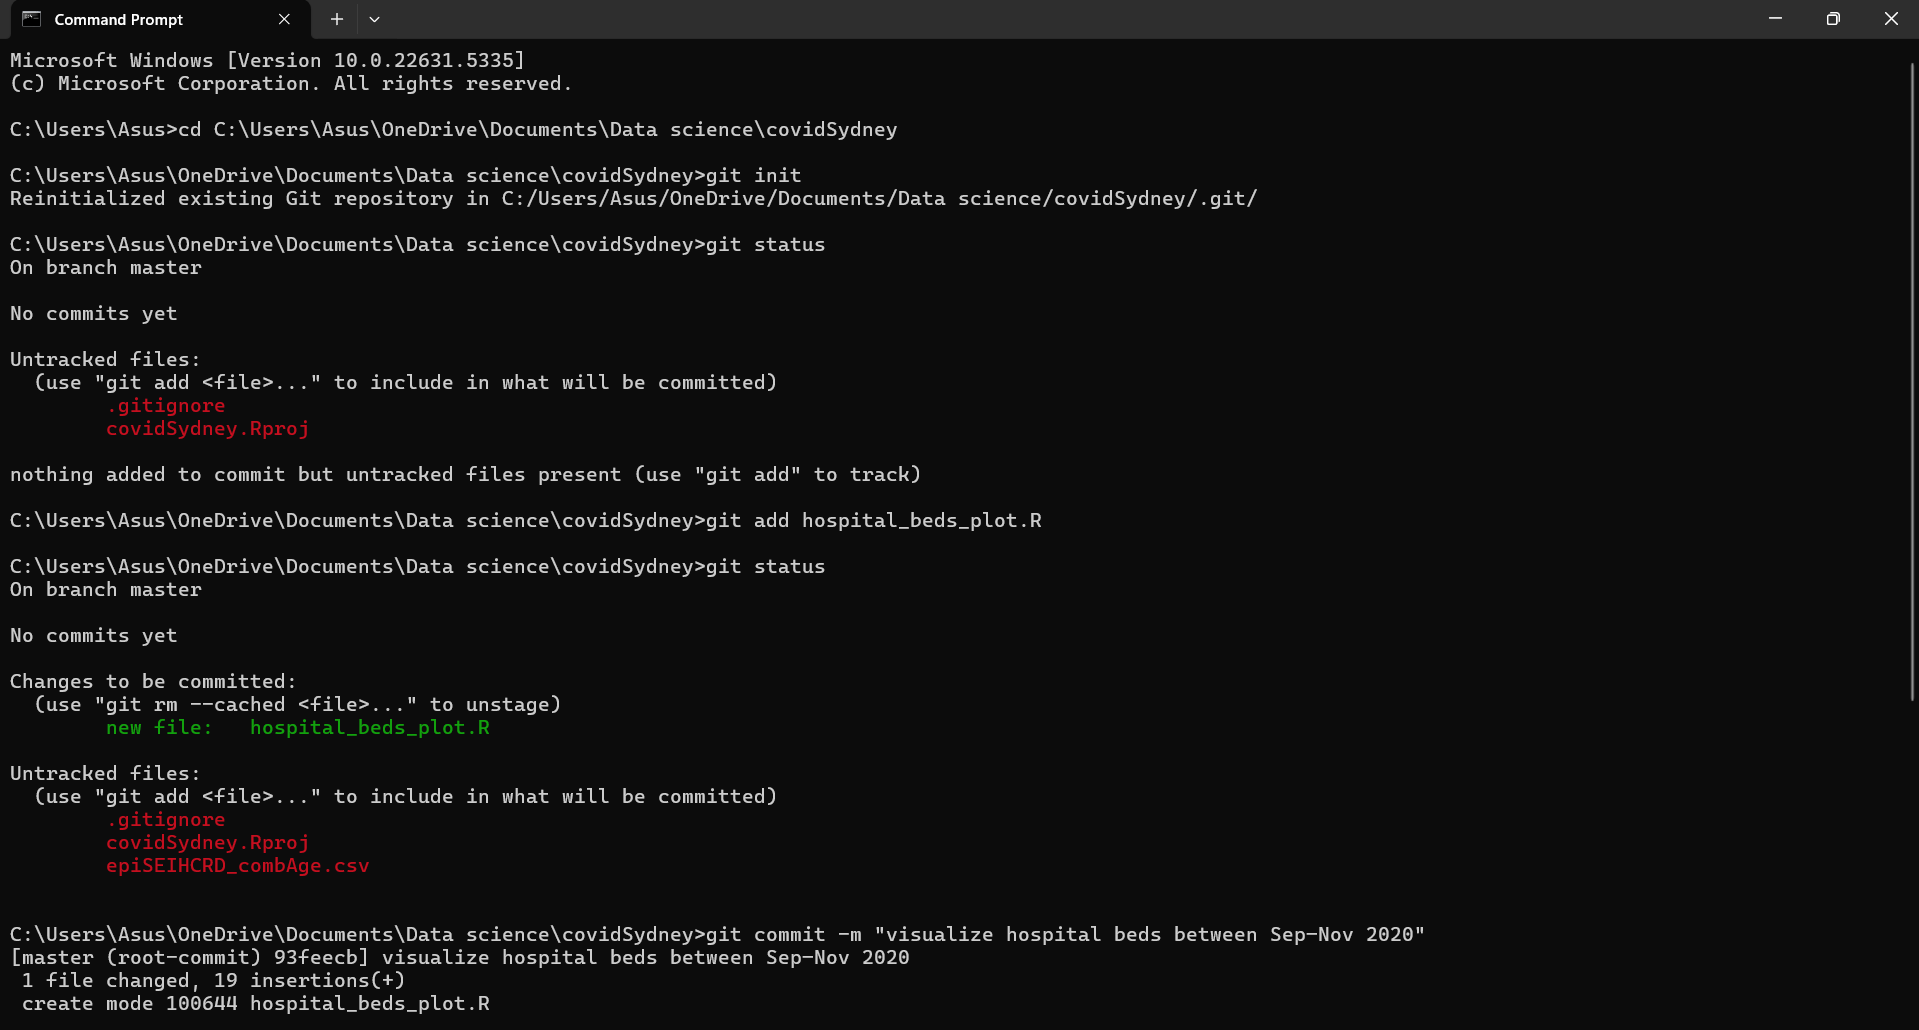 Command Prompt
Microsoft Windows [Version 10.0.22631.5335]
(c) Microsoft Corporation. All rights reserved.
C:\Users\Asus>cd C:\Users\Asus\OneDrive\Documents\Data science\covidSydney
C:\Users\Asus\OneDrive\Documents\Data science\covidSydney>git init
Reinitialized existing Git repository in C:/Users/Asus/OneDrive/Documents/Data science/covidSydney/.git/
C:\Users\Asus\OneDrive\Documents\Data science\covidSydney>git status
On branch master
No commits yet
Untracked files:
  (use "git add <file>..." to include in what will be committed)
        .gitignore
        covidSydney.Rproj
nothing added to commit but untracked files present (use "git add" to track)
C:\Users\Asus\OneDrive\Documents\Data science\covidSydney>git add hospital_beds_plot.R
C:\Users\Asus\OneDrive\Documents\Data science\covidSydney>git status
On branch master
No commits yet
Changes to be committed:
  (use "git rm --cached <file>..." to unstage)
        new file:   hospital_beds_plot.R
Untracked files:
  (use "git add <file>..." to include in what will be committed)
        .gitignore
        covidSydney.Rproj
        epiSEIHCRD_combAge.csv
C:\Users\Asus\OneDrive\Documents\Data science\covidSydney>git commit -m "visualize hospital beds between Sep-Nov 2020"
[master (root-commit) 93feecb] visualize hospital beds between Sep-Nov 2020
 1 file changed, 19 insertions(+)
 create mode 100644 hospital_beds_plot.R